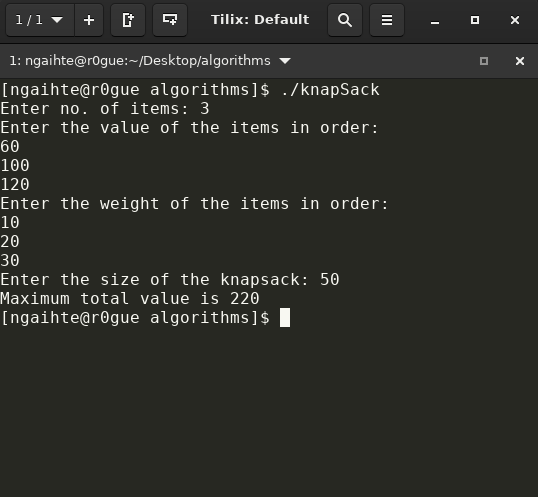 1 / 1
Tilix: Default
1: ngaihte@r0gue:~/Desktop/algorithms
[ngaihte@r0gue algorithms]$ ./knapSack
Enter no. of items: 3
Enter the value of the items in order:
60
100
120
Enter the weight of the items in order:
10
20
30
Enter the size of the knapsack: 50
Maximum total value is 220
[ngaihte@r0gue algorithms]$